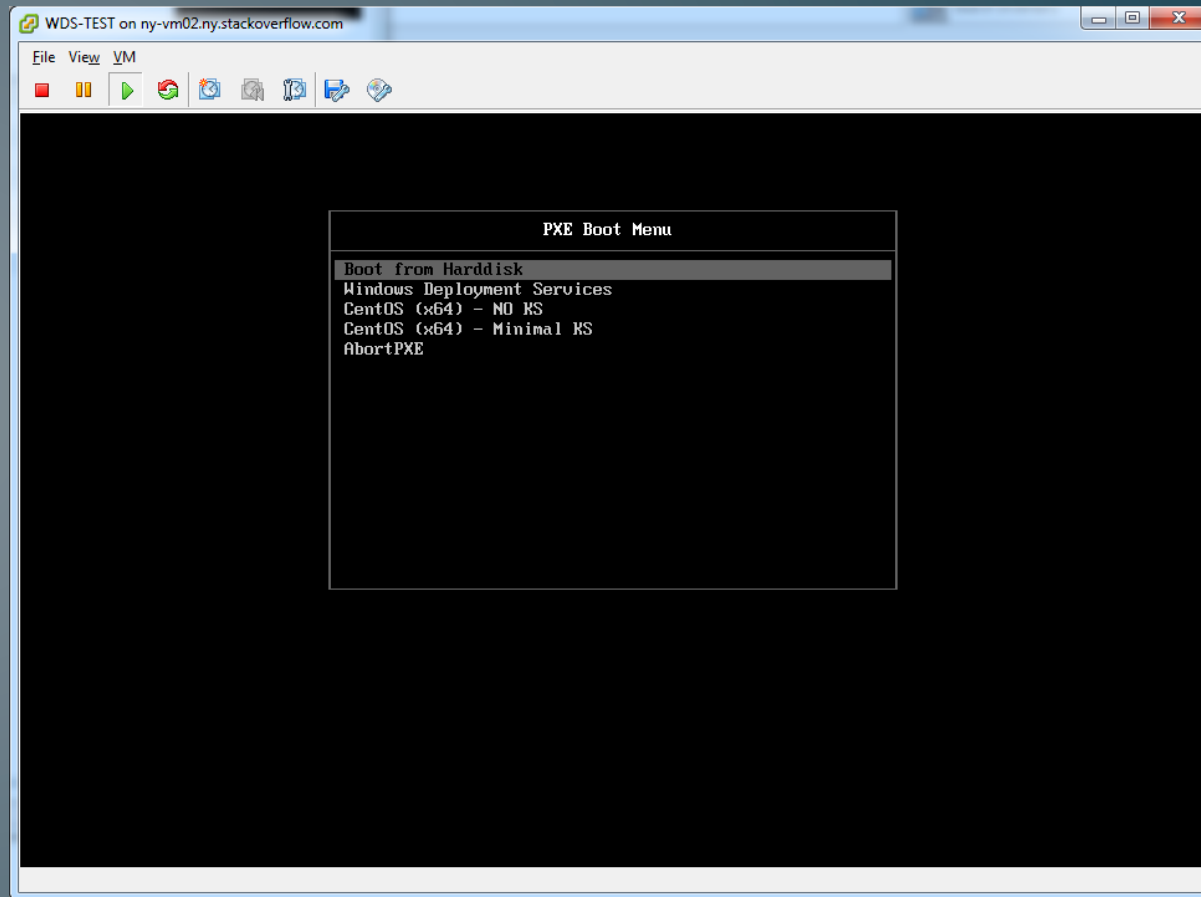 WDS-TEST on ny-vm02.ny.stackoverflow.com
File View VM
PXE Boot Menu
Boot from Harddisk
Windows Deployment Services
CentOS (x64) - NO KS
CentOS (x64) - Minimal KS
AbortPXE